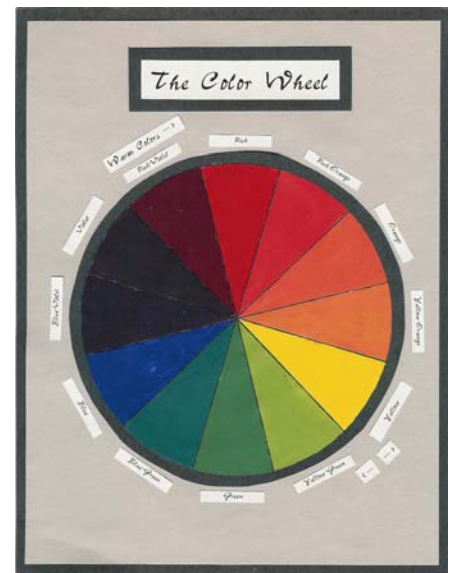 The Color Wheel
Warm Colors -->
Red Violet
Red
Red Orange
Orange
Yellow Orange
Yellow
<-- -->
Yellow Green
Green
Blue Green
Blue
Blue Violet
Violet